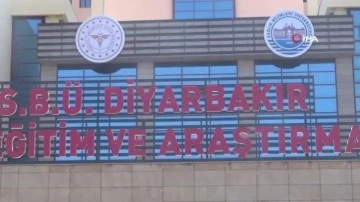 İHA
S.B.Ü. DİYARBAKIR
EĞİTİM VE ARAŞTIRMA